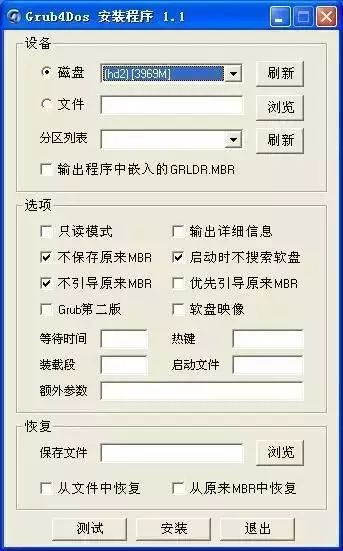 Grub4Dos 安装程序 1.1
设备
磁盘 (hd2) [3969M] 刷新
文件 浏览
分区列表 刷新
输出程序中嵌入的GRLDR.MBR
选项
只读模式 输出详细信息
不保存原来MBR 启动时不搜索软盘
不引导原来MBR 优先引导原来MBR
Grub第二版 软盘映像
等待时间 热键
装载段 启动文件
额外参数
恢复
保存文件 浏览
从文件中恢复 从原来MBR中恢复
测试 安装 退出